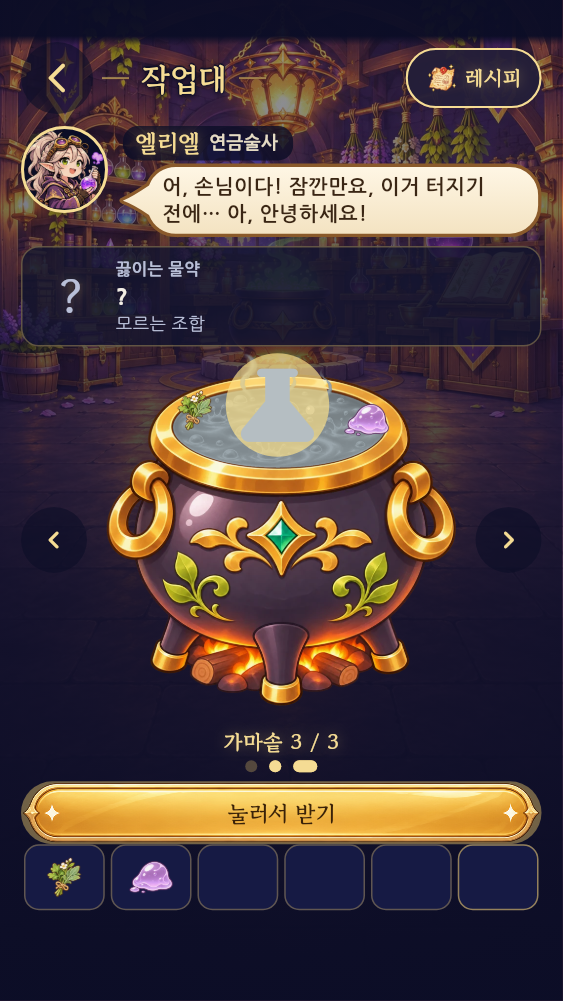 작업대
레시피
엘리엘 연금술사
어, 손님이다! 잠깐만요, 이거 터지기
전에… 아, 안녕하세요!
?
끓이는 물약
?
모르는 조합
가마솥 3 / 3
눌러서 받기